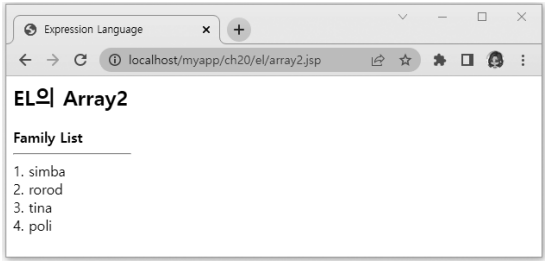 Expression Language
localhost/myapp/ch20/el/array2.jsp
EL의 Array2
Family List
1. simba
2. rorod
3. tina
4. poli